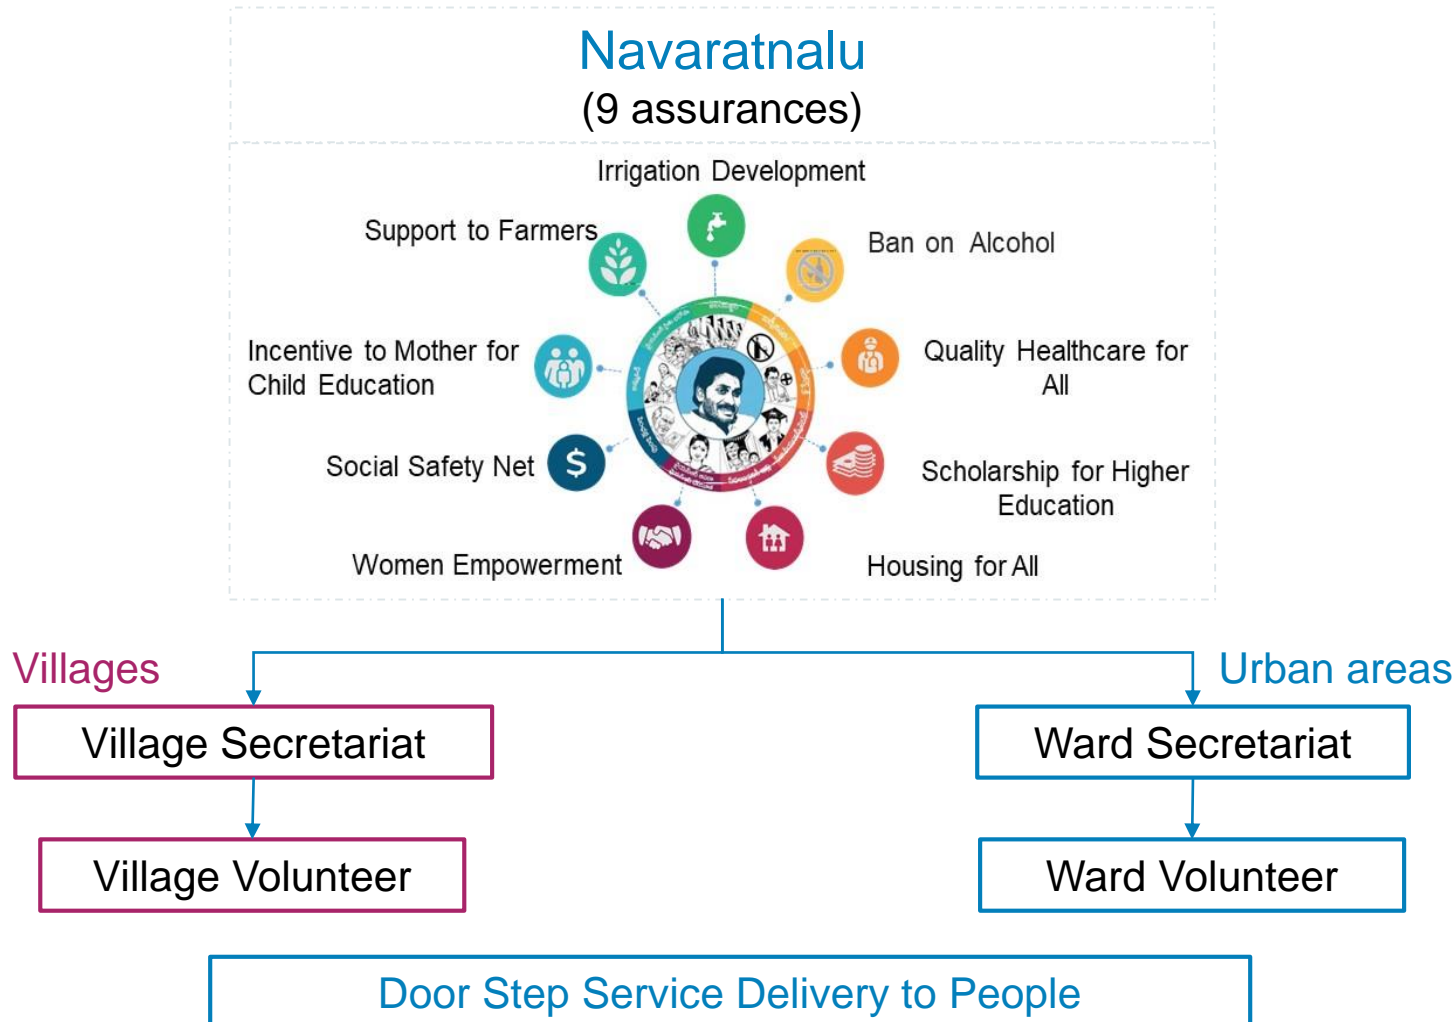 Navaratnalu
(9 assurances)
Irrigation Development
Support to Farmers
Ban on Alcohol
Incentive to Mother for
Child Education
Quality Healthcare for
All
Social Safety Net
Scholarship for Higher
Education
Women Empowerment
Housing for All
Villages
Urban areas
Village Secretariat
Ward Secretariat
Village Volunteer
Ward Volunteer
Door Step Service Delivery to People